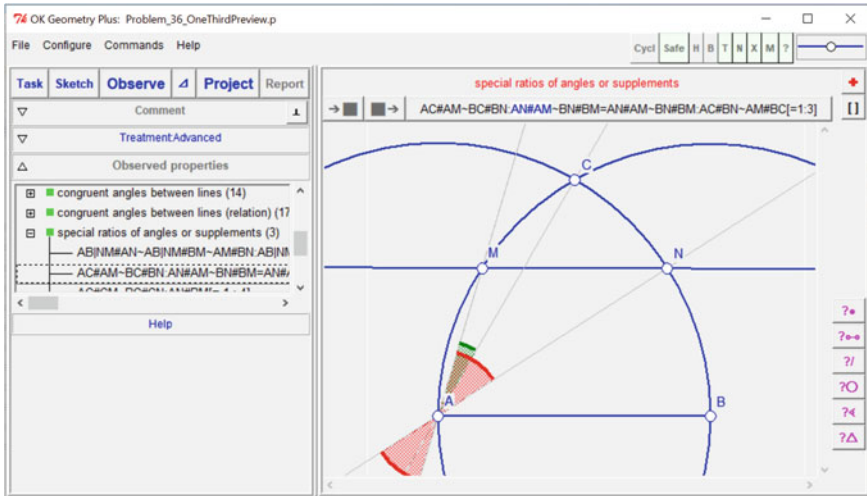 OK Geometry Plus: Problem_36_OneThirdPreview.p
File Configure Commands Help
Cycl Safe H B T N X M ?
Task Sketch Observe Project Report
Comment
Treatment:Advanced
Observed properties
congruent angles between lines (14)
congruent angles between lines (relation) (17
special ratios of angles or supplements (3)
AB|NM#AN~AB|NM#BM~AM#BN:AB|N
AC#AM~BC#BN:AN#AM~BN#BM=AN#A
Help
special ratios of angles or supplements
AC#AM~BC#BN:AN#AM~BN#BM=AN#AM~BN#BM:AC#BN~AM#BC[=1:3]
[ ]
C
M
N
A
B
?
?
?/
?
?
?Δ